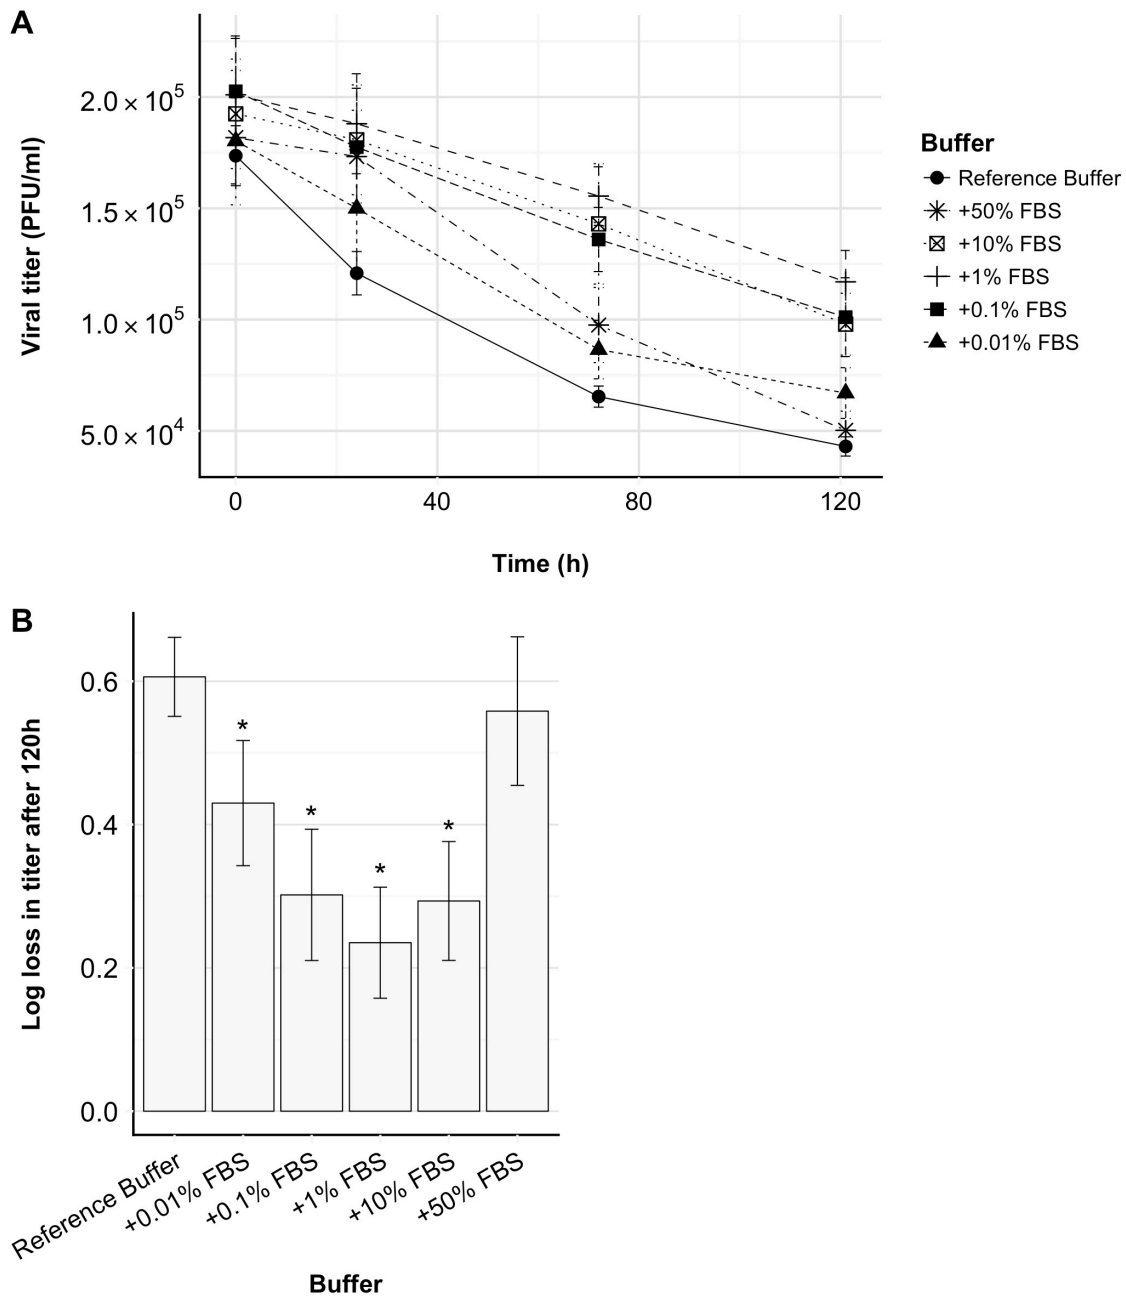 A
Viral titer (PFU/ml)
2.0 × 10⁵
1.5 × 10⁵
1.0 × 10⁵
5.0 × 10⁴
0
40
80
120
Time (h)
Buffer
Reference Buffer
+50% FBS
+10% FBS
+1% FBS
+0.1% FBS
+0.01% FBS
B
Log loss in titer after 120h
0.6
0.4
0.2
0.0
*
*
*
*
Reference Buffer
+0.01% FBS
+0.1% FBS
+1% FBS
+10% FBS
+50% FBS
Buffer